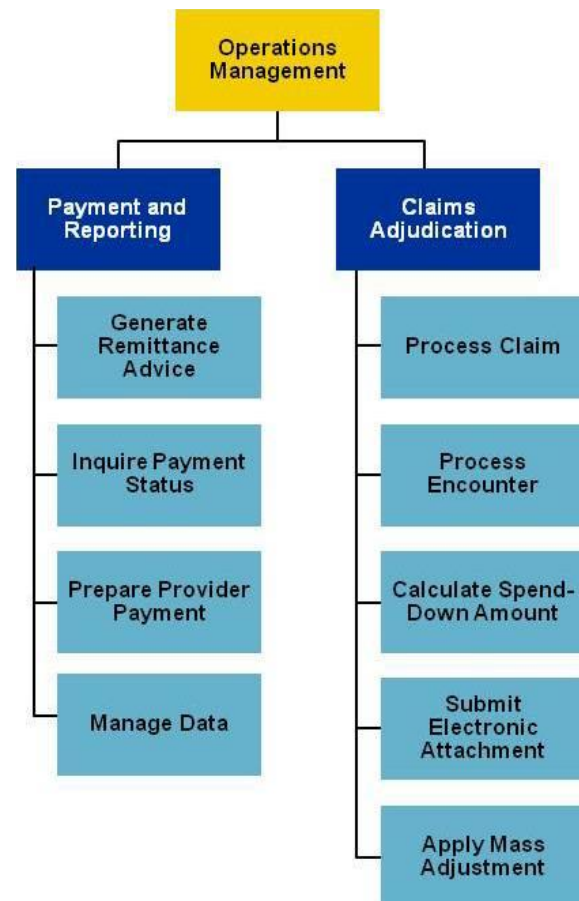 Operations
Management
Payment and
Reporting
Generate
Remittance
Advice
Inquire Payment
Status
Prepare Provider
Payment
Manage Data
Claims
Adjudication
Process Claim
Process
Encounter
Calculate Spend-
Down Amount
Submit
Electronic
Attachment
Apply Mass
Adjustment